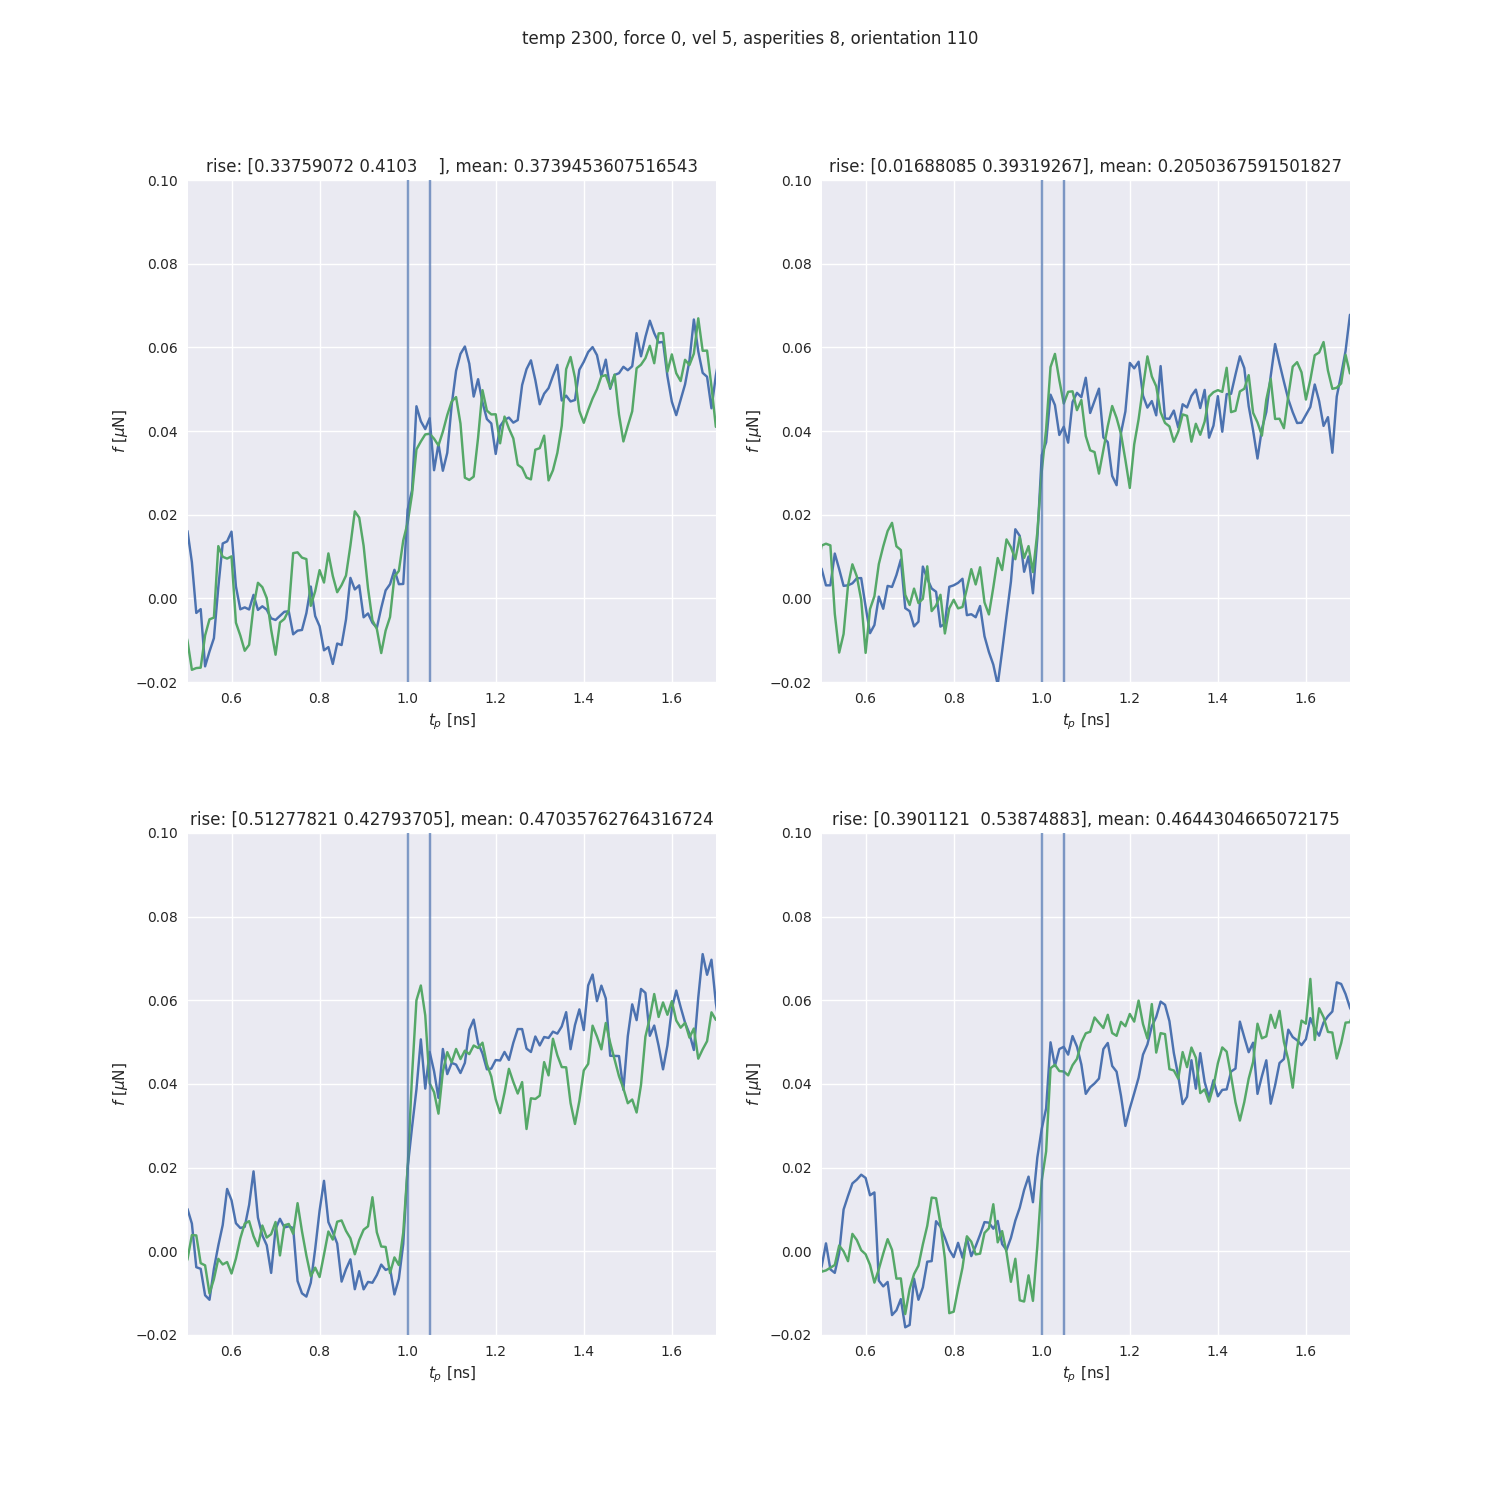 temp 2300, force 0, vel 5, asperities 8, orientation 110
rise: [0.33759072 0.4103    ], mean: 0.3739453607516543
0.10
0.08
0.06
0.04
0.02
0.00
−0.02
f [μN]
0.6 0.8 1.0 1.2 1.4 1.6
t_p [ns]
rise: [0.01688085 0.39319267], mean: 0.2050367591501827
0.10
0.08
0.06
0.04
0.02
0.00
−0.02
f [μN]
0.6 0.8 1.0 1.2 1.4 1.6
t_p [ns]
rise: [0.51277821 0.42793705], mean: 0.47035762764316724
0.10
0.08
0.06
0.04
0.02
0.00
−0.02
f [μN]
0.6 0.8 1.0 1.2 1.4 1.6
t_p [ns]
rise: [0.3901121  0.53874883], mean: 0.4644304665072175
0.10
0.08
0.06
0.04
0.02
0.00
−0.02
f [μN]
0.6 0.8 1.0 1.2 1.4 1.6
t_p [ns]